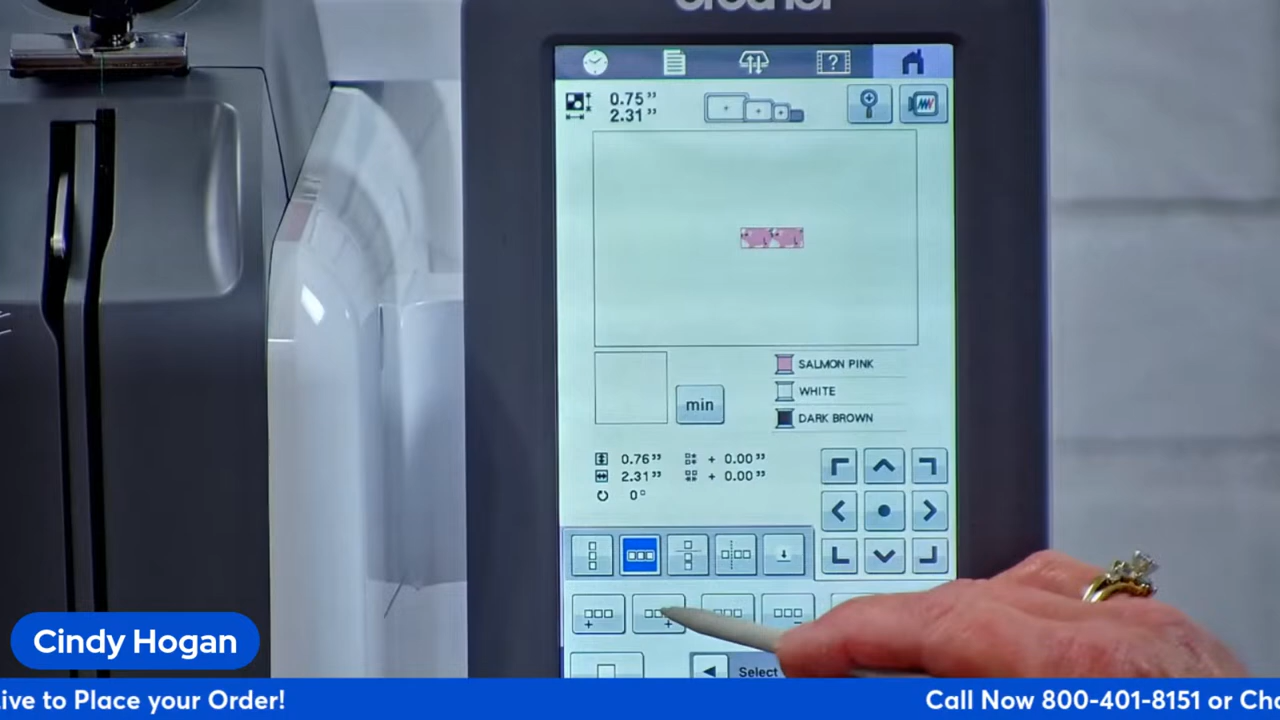 brother
?
0.75"
2.31"
SALMON PINK
WHITE
min
DARK BROWN
0.76" + 0.00"
2.31" + 0.00"
0°
Select
Cindy Hogan
ive to Place your Order!
Call Now 800-401-8151 or Cha